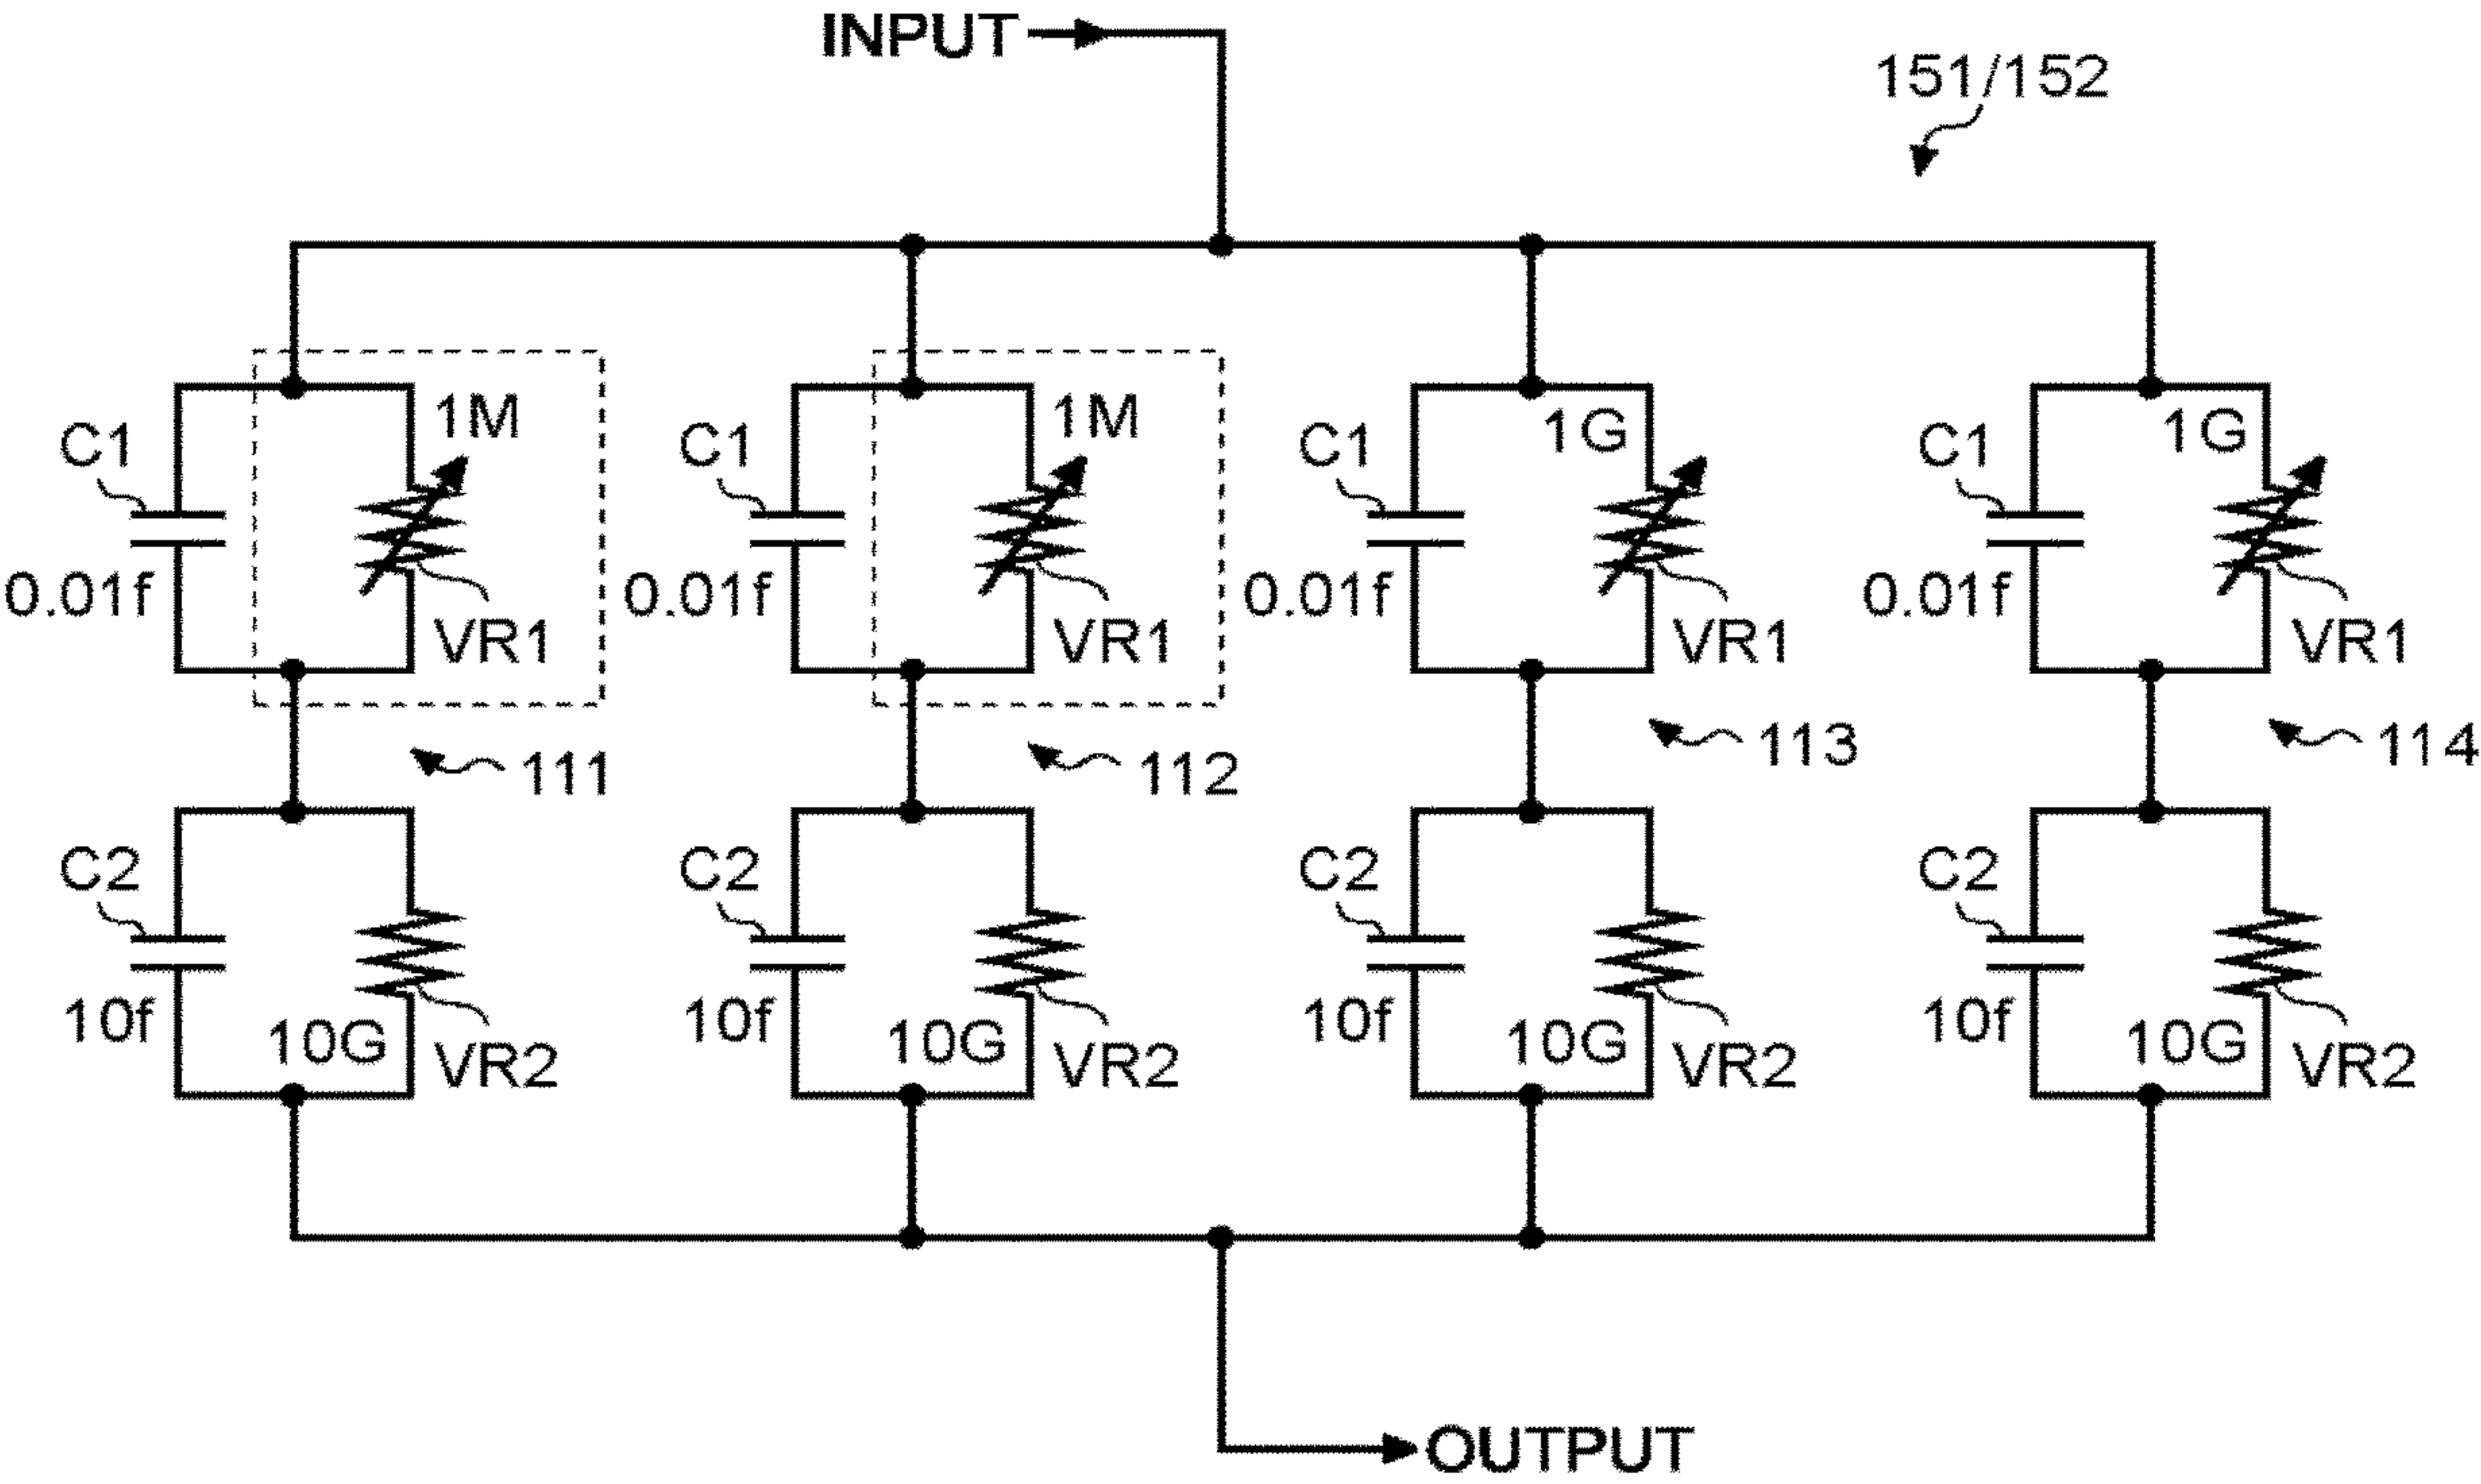 INPUT
151/152
1M
1M
1G
1G
C1
C1
C1
C1
0.01f
0.01f
0.01f
0.01f
VR1
VR1
VR1
VR1
111
112
113
114
C2
C2
C2
C2
10f
10f
10f
10f
10G
10G
10G
10G
VR2
VR2
VR2
VR2
OUTPUT